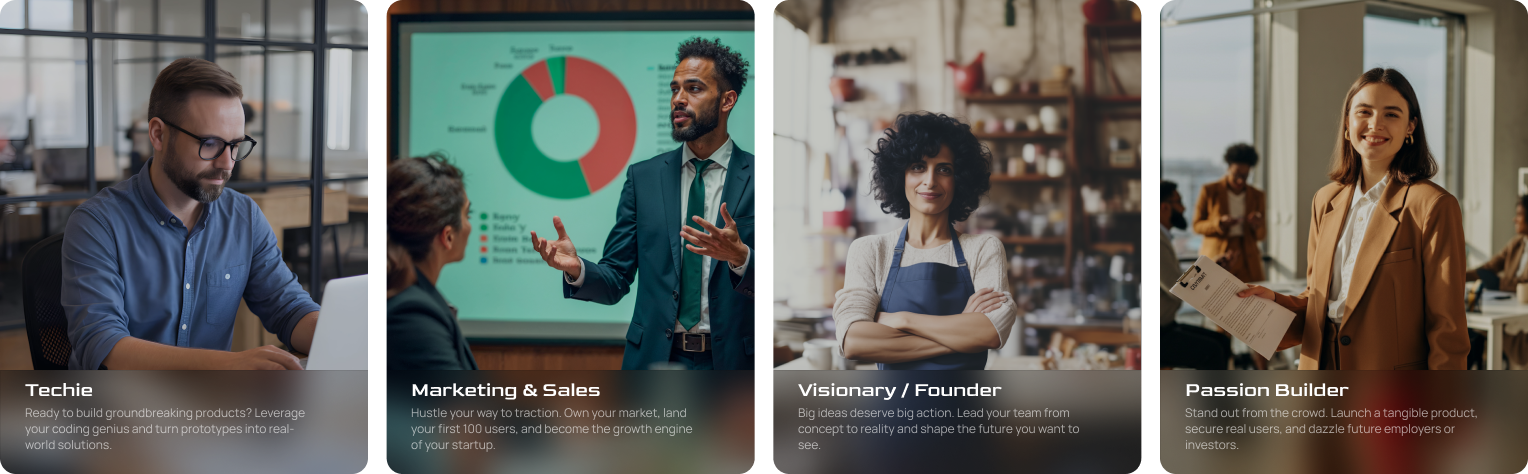 Techie
Ready to build groundbreaking products? Leverage
your coding genius and turn prototypes into real-
world solutions.
Marketing & Sales
Hustle your way to traction. Own your market, land
your first 100 users, and become the growth engine
of your startup.
Visionary / Founder
Big ideas deserve big action. Lead your team from
concept to reality and shape the future you want to
see.
Passion Builder
Stand out from the crowd. Launch a tangible product,
secure real users, and dazzle future employers or
investors.